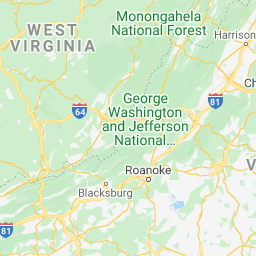 WEST
VIRGINIA
Monongahela
National Forest
Harrison
Ch
81
George
Washington
and Jefferson
National...
64
V
Roanoke
Blacksburg
81